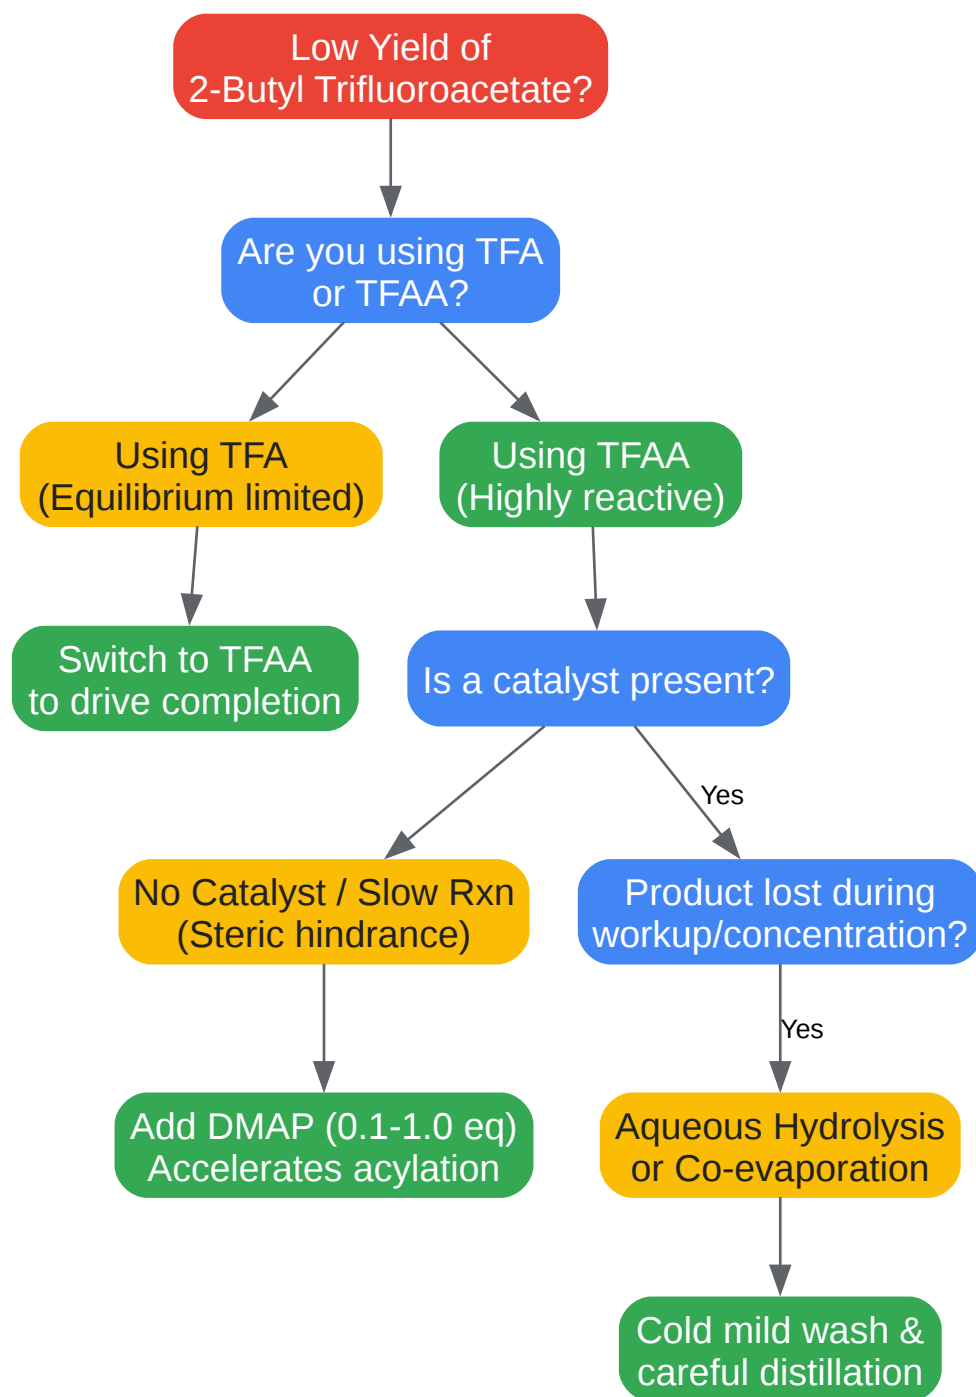 Low Yield of
2-Butyl Trifluoroacetate?
Are you using TFA
or TFAA?
Using TFA
(Equilibrium limited)
Using TFAA
(Highly reactive)
Switch to TFAA
to drive completion
Is a catalyst present?
Yes
No Catalyst / Slow Rxn
(Steric hindrance)
Product lost during
workup/concentration?
Yes
Add DMAP (0.1-1.0 eq)
Accelerates acylation
Aqueous Hydrolysis
or Co-evaporation
Cold mild wash &
careful distillation